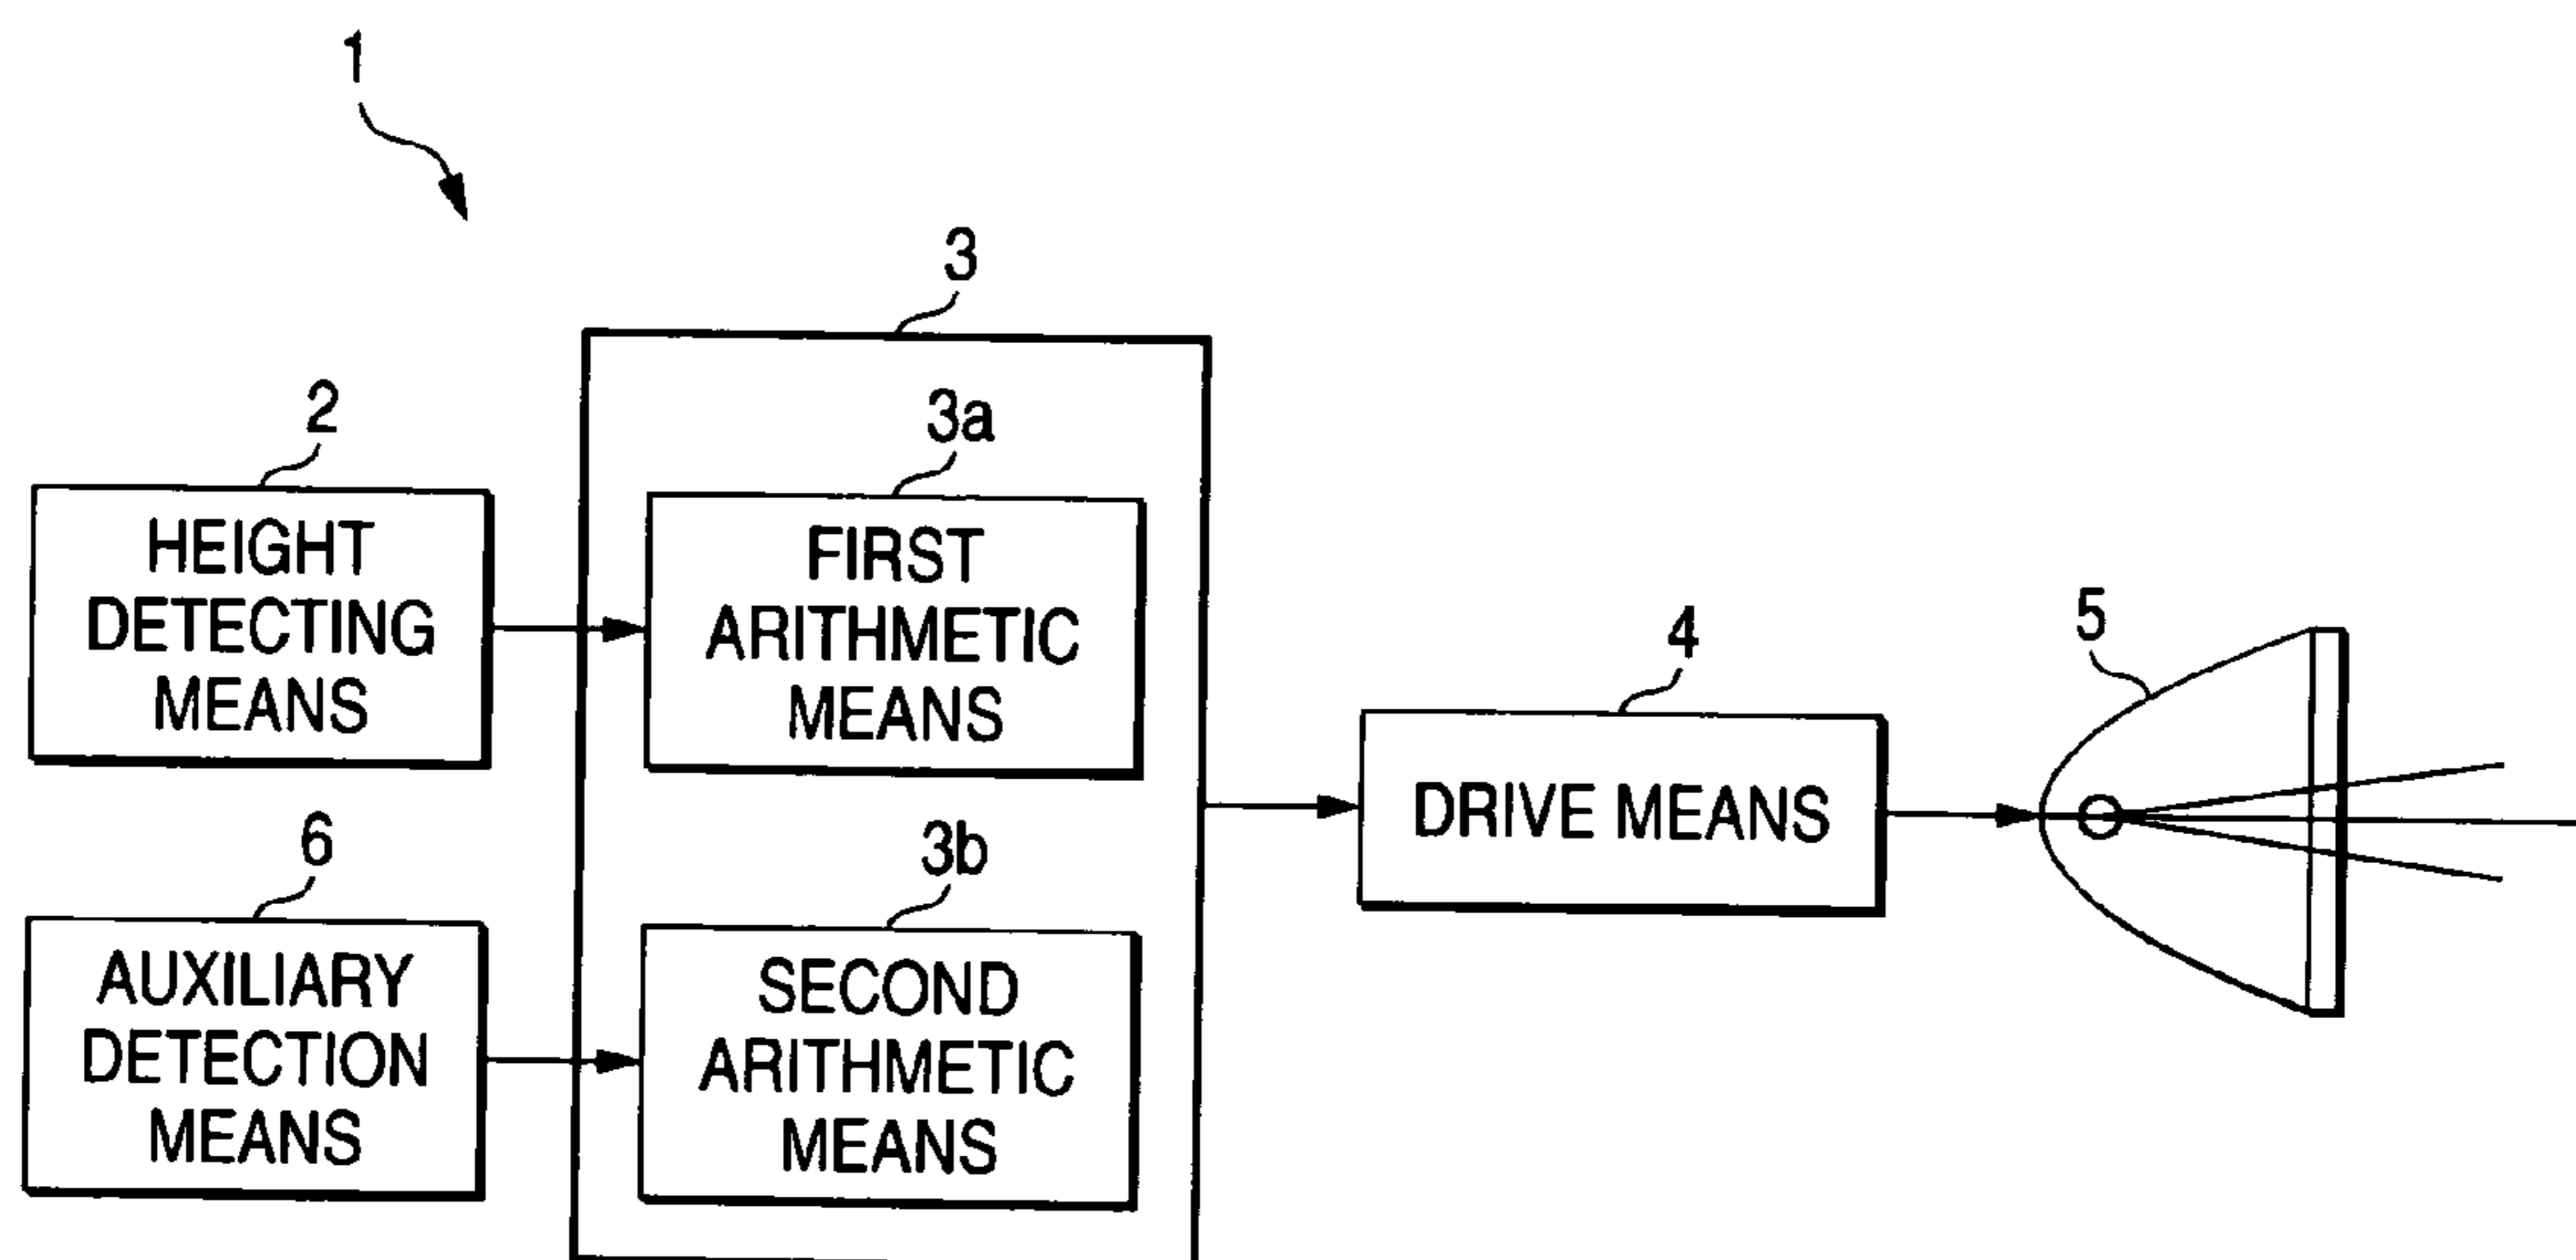 1
3
2
3a
HEIGHT
DETECTING
MEANS
FIRST
ARITHMETIC
MEANS
5
4
DRIVE MEANS
6
3b
AUXILIARY
DETECTION
MEANS
SECOND
ARITHMETIC
MEANS